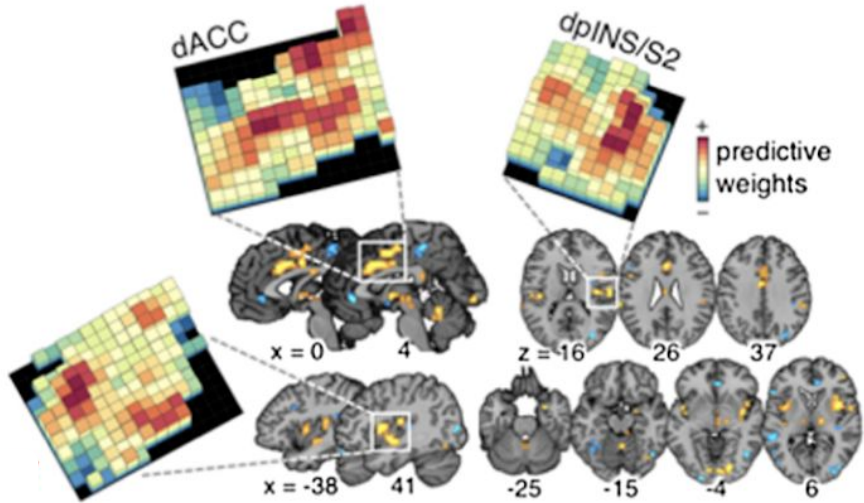 dACC
dpINS/S2
+
predictive
weights
−
x = 0 4
z = 16 26 37
x = -38 41
-25 -15 -4 6